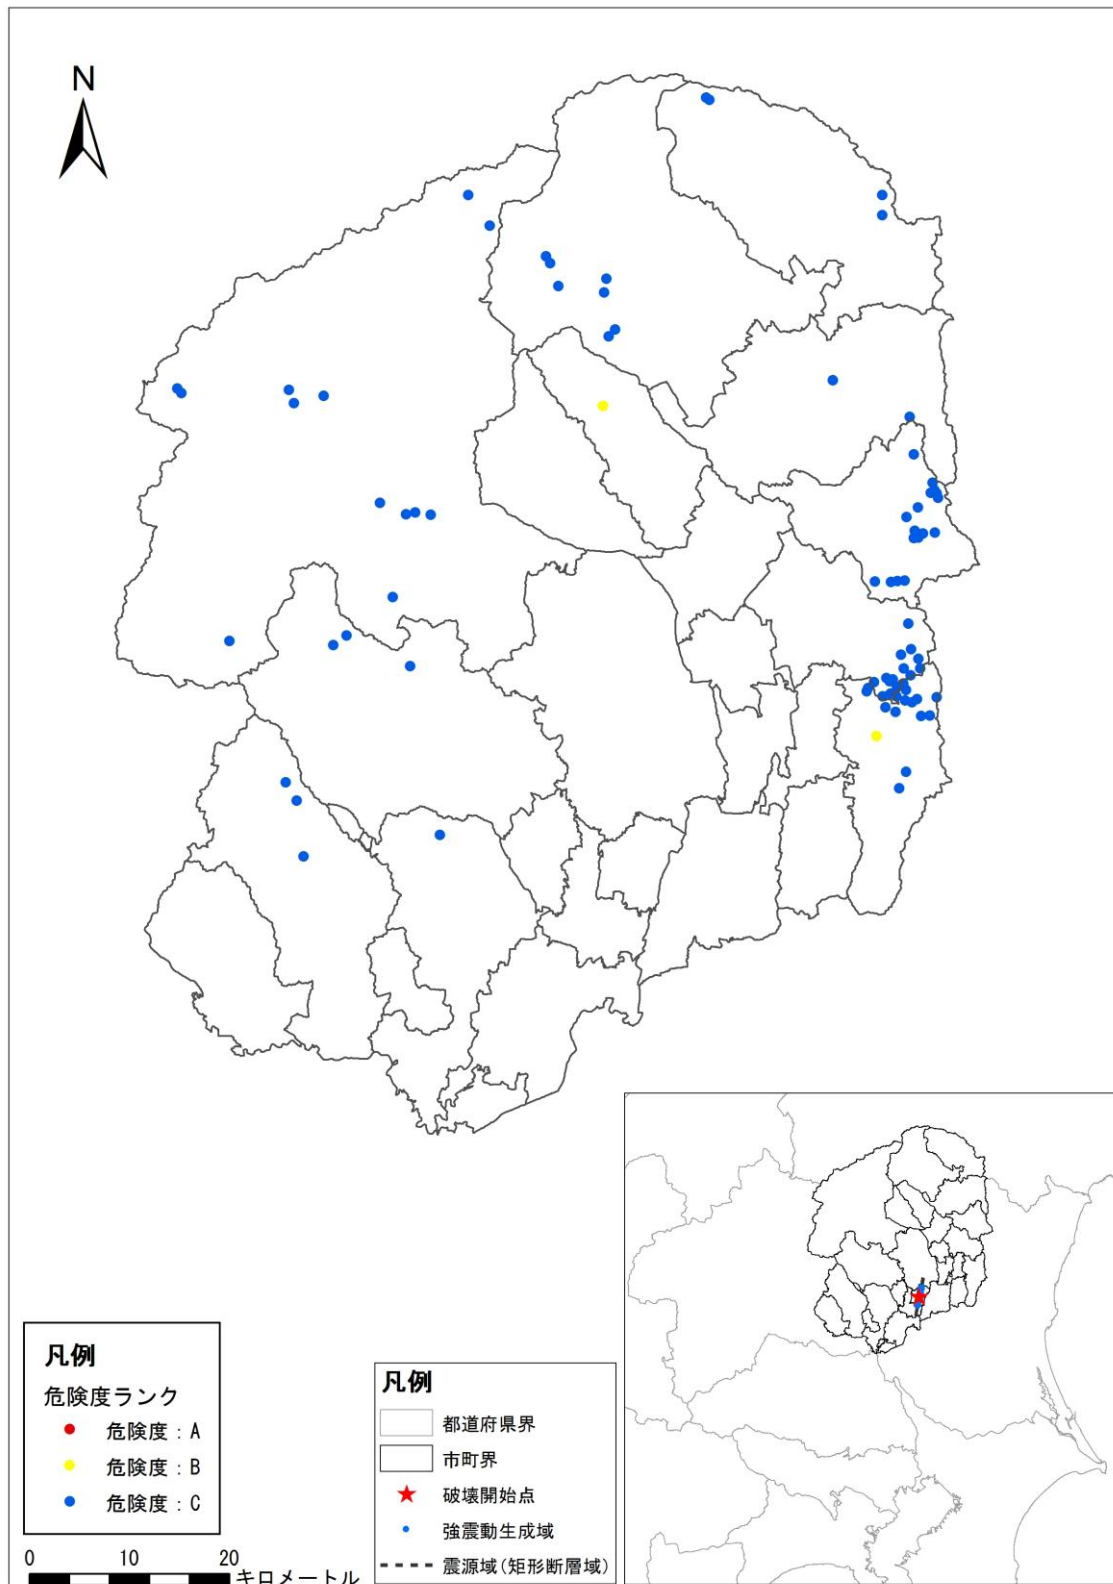 N
凡例
危険度ランク
危険度：A
危険度：B
危険度：C
0 10 20
キロメートル
凡例
都道府県界
市町界
破壊開始点
強震動生成域
震源域(矩形断層域)